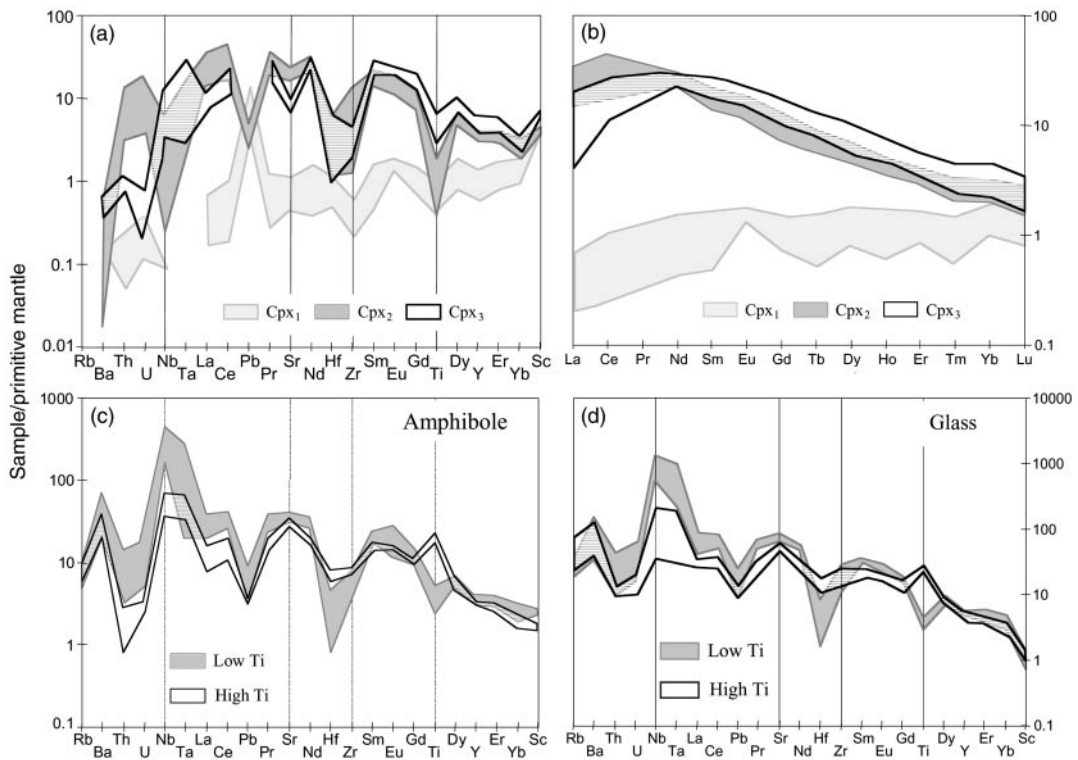 Sample/primitive mantle
(a)
100
10
1
0.1
0.01
Cpx1 Cpx2 Cpx3
Rb Th Nb La Pb Sr Hf Sm Gd Dy Er Sc
Ba U Ta Ce Pr Nd Zr Eu Ti Y Yb
(b)
100
10
1
0.1
Cpx1 Cpx2 Cpx3
La Ce Pr Nd Sm Eu Gd Tb Dy Ho Er Tm Yb Lu
(c)
Amphibole
1000
100
10
1
0.1
Low Ti
High Ti
Rb Th Nb La Pb Sr Hf Sm Gd Dy Er Sc
Ba U Ta Ce Pr Nd Zr Eu Ti Y Yb
(d)
Glass
10000
1000
100
10
1
0.1
Low Ti
High Ti
Rb Th Nb La Pb Sr Hf Sm Gd Dy Er Sc
Ba U Ta Ce Pr Nd Zr Eu Ti Y Yb